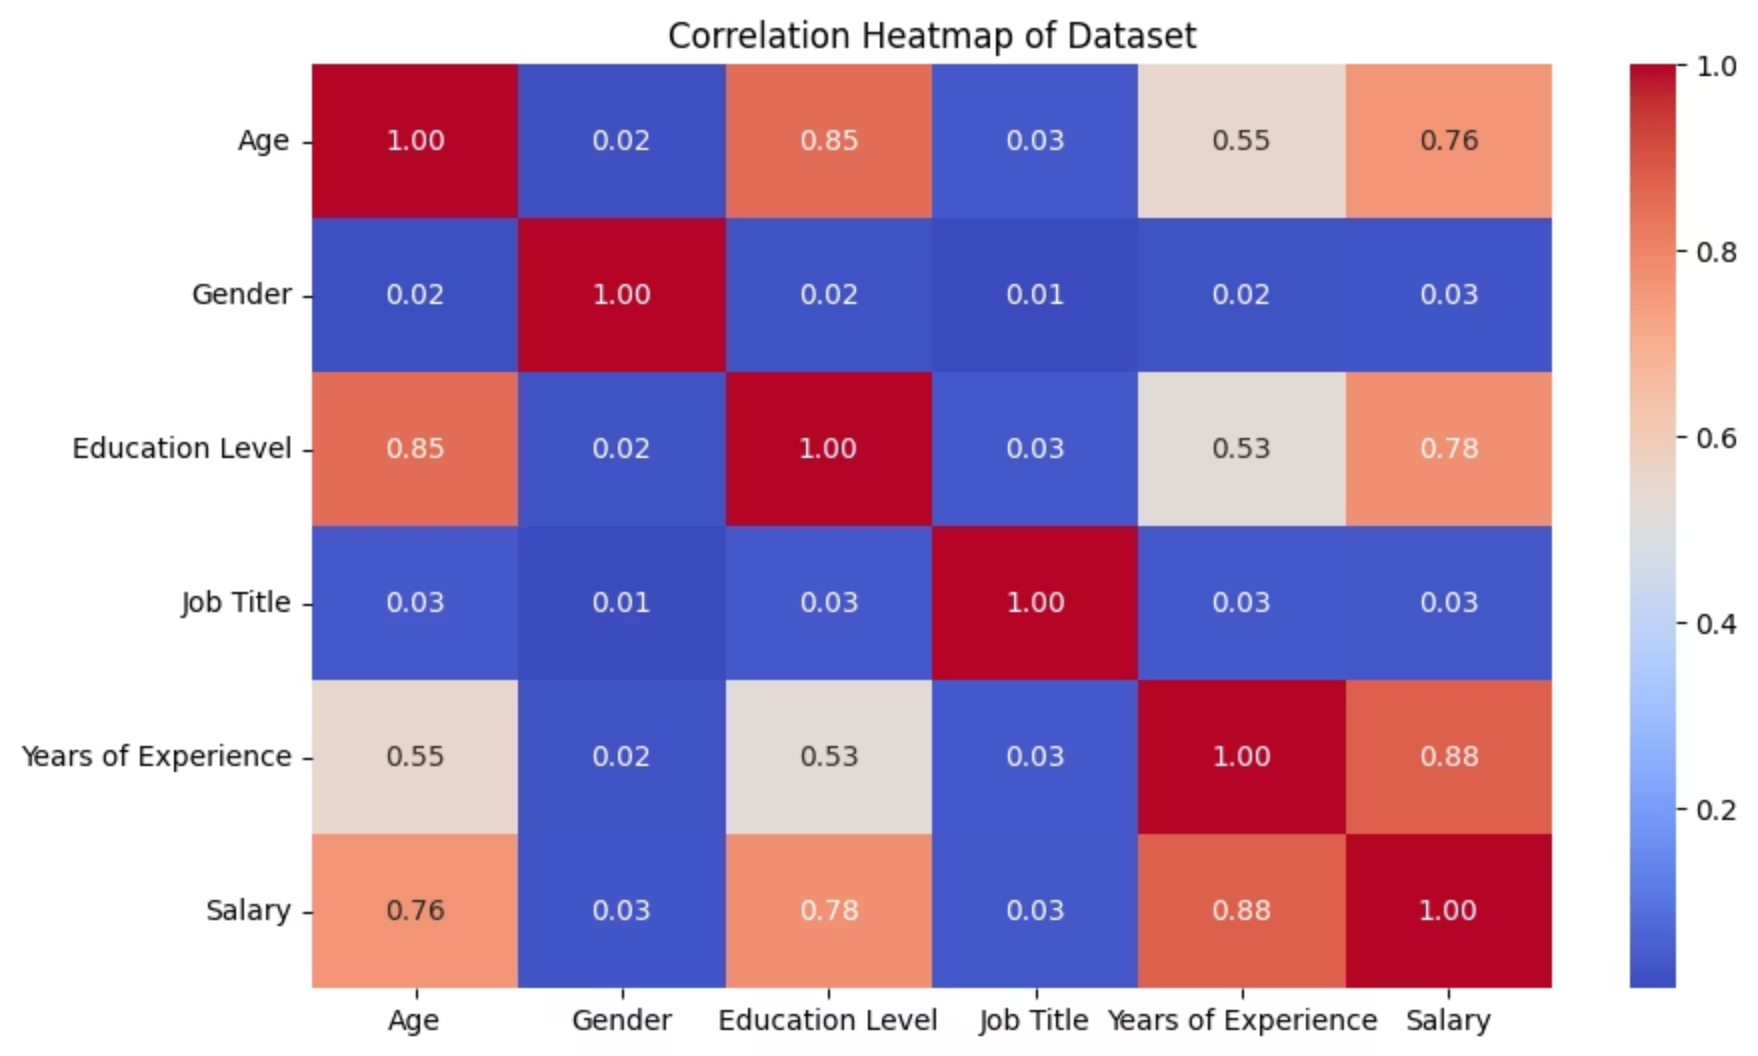 Correlation Heatmap of Dataset
1.0
Age 1.00 0.02 0.85 0.03 0.55 0.76
0.8
Gender 0.02 1.00 0.02 0.01 0.02 0.03
Education Level 0.85 0.02 1.00 0.03 0.53 0.78
0.6
Job Title 0.03 0.01 0.03 1.00 0.03 0.03
0.4
Years of Experience 0.55 0.02 0.53 0.03 1.00 0.88
0.2
Salary 0.76 0.03 0.78 0.03 0.88 1.00
Age Gender Education Level Job Title Years of Experience Salary